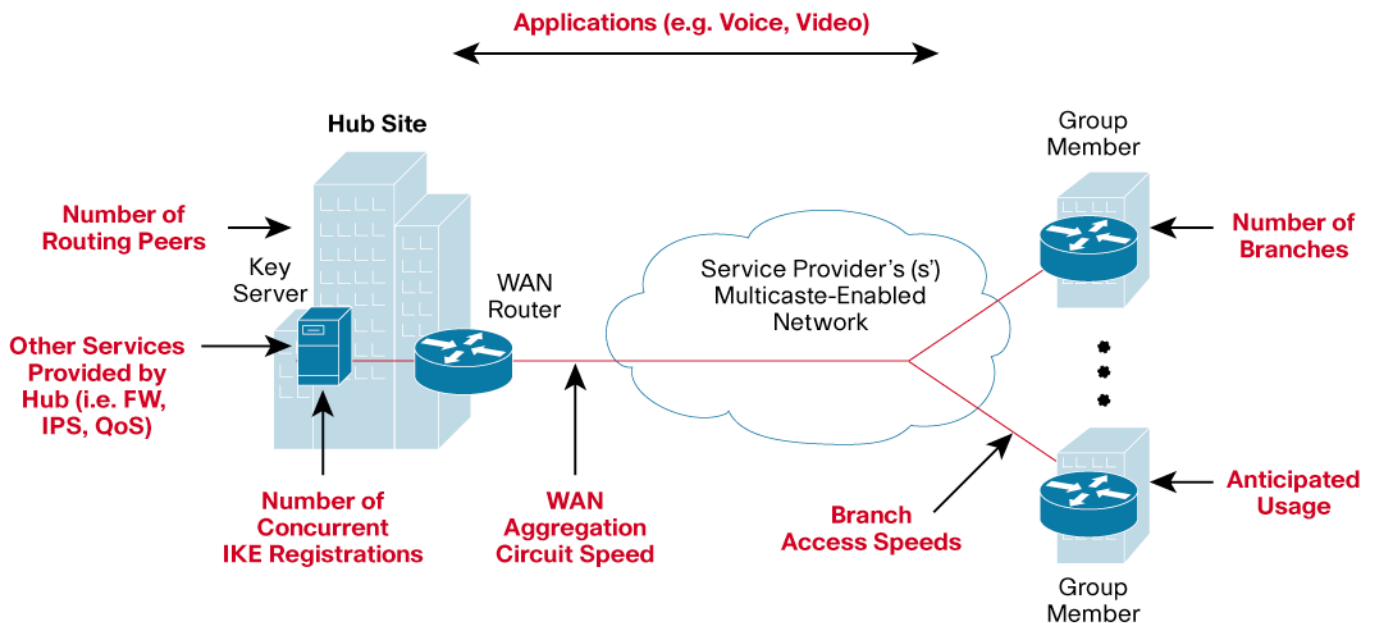 Applications (e.g. Voice, Video)
Hub Site
Group
Member
Number of
Routing Peers
Key
Server
WAN
Router
Service Provider's (s')
Multicaste-Enabled
Network
Number of
Branches
Other Services
Provided by
Hub (i.e. FW,
IPS, QoS)
Number of
Concurrent
IKE Registrations
WAN
Aggregation
Circuit Speed
Branch
Access Speeds
Anticipated
Usage
Group
Member